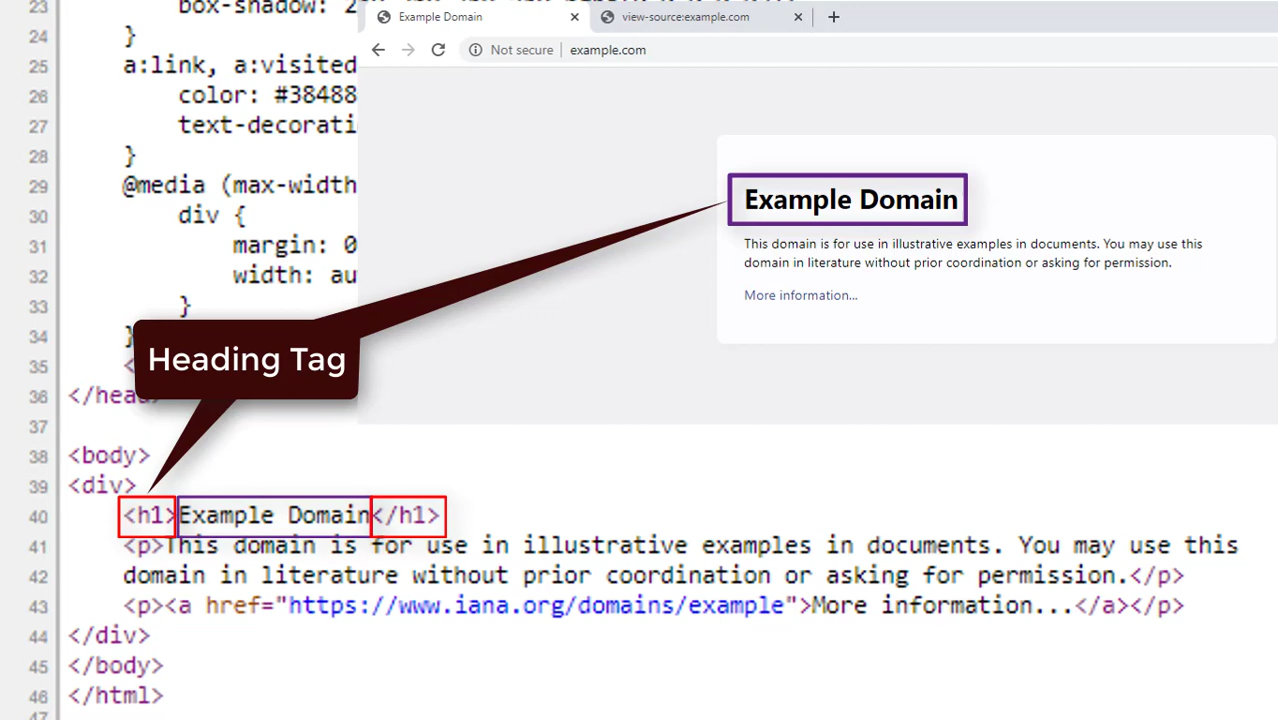 23 box-shadow: 2
24 }
25 a:link, a:visited
26 color: #38488
27 text-decorati
28 }
29 @media (max-width
30 div {
31 margin: 0
32 width: au
33 }
34 }
35 <
36 </head
37
38 <body>
39 <div>
40 <h1>Example Domain</h1>
41 <p>This domain is for use in illustrative examples in documents. You may use this
42 domain in literature without prior coordination or asking for permission.</p>
43 <p><a href="https://www.iana.org/domains/example">More information...</a></p>
44 </div>
45 </body>
46 </html>
47
Example Domain
view-source:example.com
Not secure | example.com
Example Domain
This domain is for use in illustrative examples in documents. You may use this
domain in literature without prior coordination or asking for permission.
More information...
Heading Tag